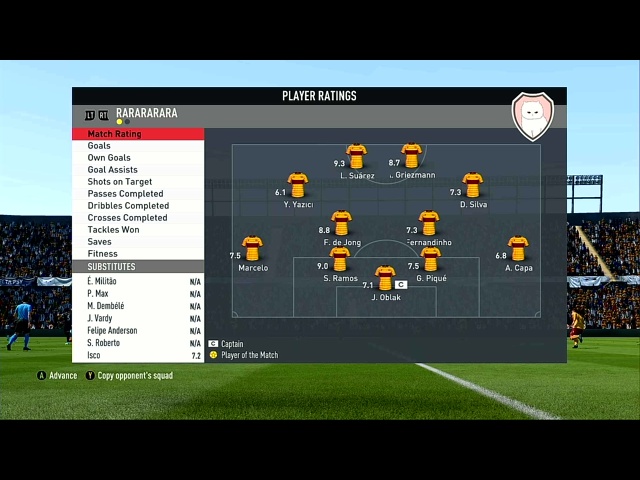 PLAYER RATINGS
LT RT RARARARARA
Match Rating
Goals
Own Goals
Goal Assists
Shots on Target
Passes Completed
Dribbles Completed
Crosses Completed
Tackles Won
Saves
Fitness
SUBSTITUTES
É. Militão N/A
P. Max N/A
M. Dembélé N/A
J. Vardy N/A
Felipe Anderson N/A
S. Roberto N/A
Isco 7.2
9.3 8.7
L. Suárez Griezmann
6.1 7.3
Y. Yazici D. Silva
8.8 7.3
F. de Jong Fernandinho
7.5 6.8
Marcelo A. Capa
9.0 7.5
S. Ramos G. Piqué
7.1 C
J. Oblak
C Captain
Player of the Match
A Advance Y Copy opponent's squad